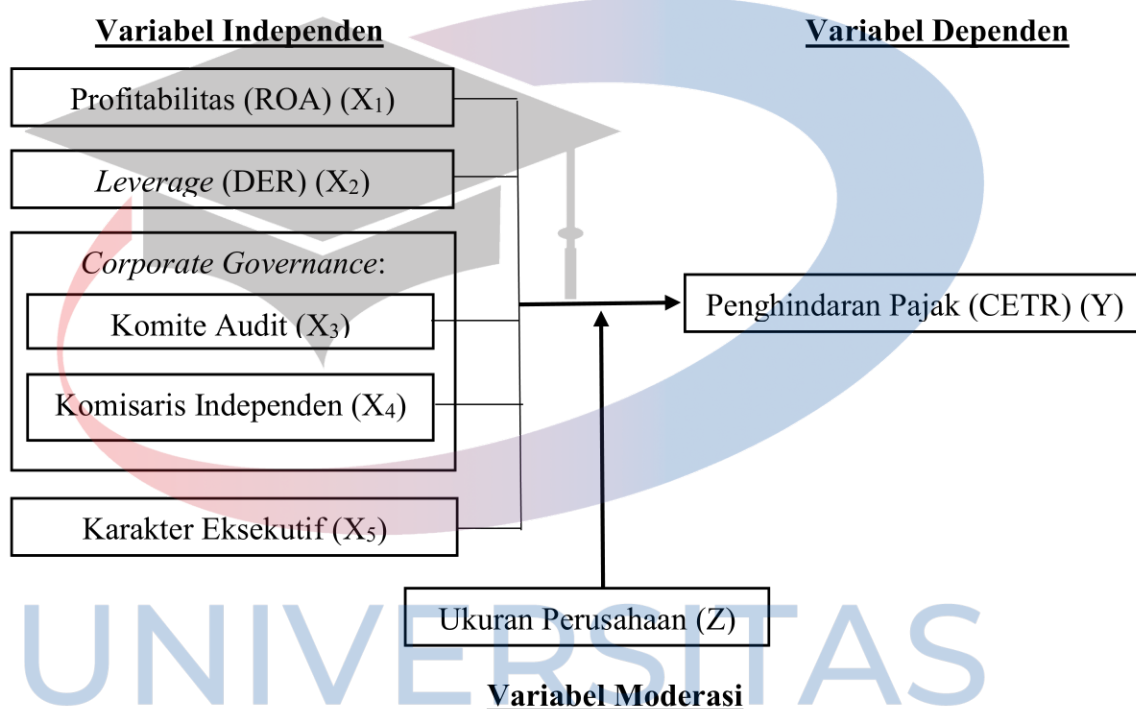 Variabel Independen
Variabel Dependen
Profitabilitas (ROA) (X₁)
Leverage (DER) (X₂)
Corporate Governance:
Komite Audit (X₃)
Komisaris Independen (X₄)
Karakter Eksekutif (X₅)
Penghindaran Pajak (CETR) (Y)
Ukuran Perusahaan (Z)
UNIVERSITAS
Variabel Moderasi